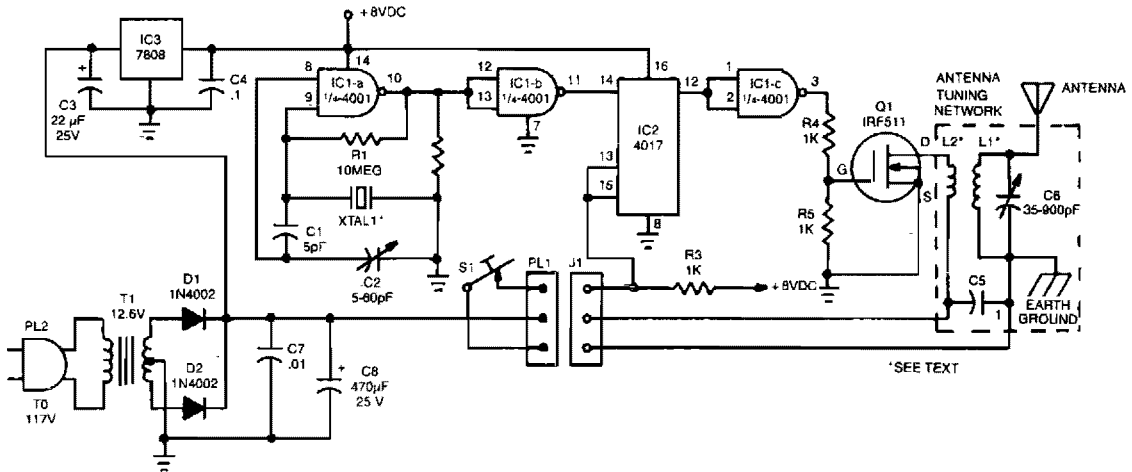 +8VDC
IC3
7808
+
C3
22 µF
25V
C4
.1
8
9
14
IC1-a
1/4-4001
10
R1
10MEG
XTAL1*
C1
5pF
C2
5-60pF
12
13
IC1-b
1/4-4001
11
7
14
16
IC2
4017
13
15
8
12
1
2
IC1-c
1/4-4001
3
R4
1K
R5
1K
Q1
IRF511
G
D
S
ANTENNA
TUNING
NETWORK
L2*
L1*
ANTENNA
C6
35-900pF
C5
.1
EARTH
GROUND
*SEE TEXT
S1
PL1
J1
R3
1K
+8VDC
PL2
TO
117V
T1
12.6V
D1
1N4002
D2
1N4002
C7
.01
+
C8
470µF
25 V